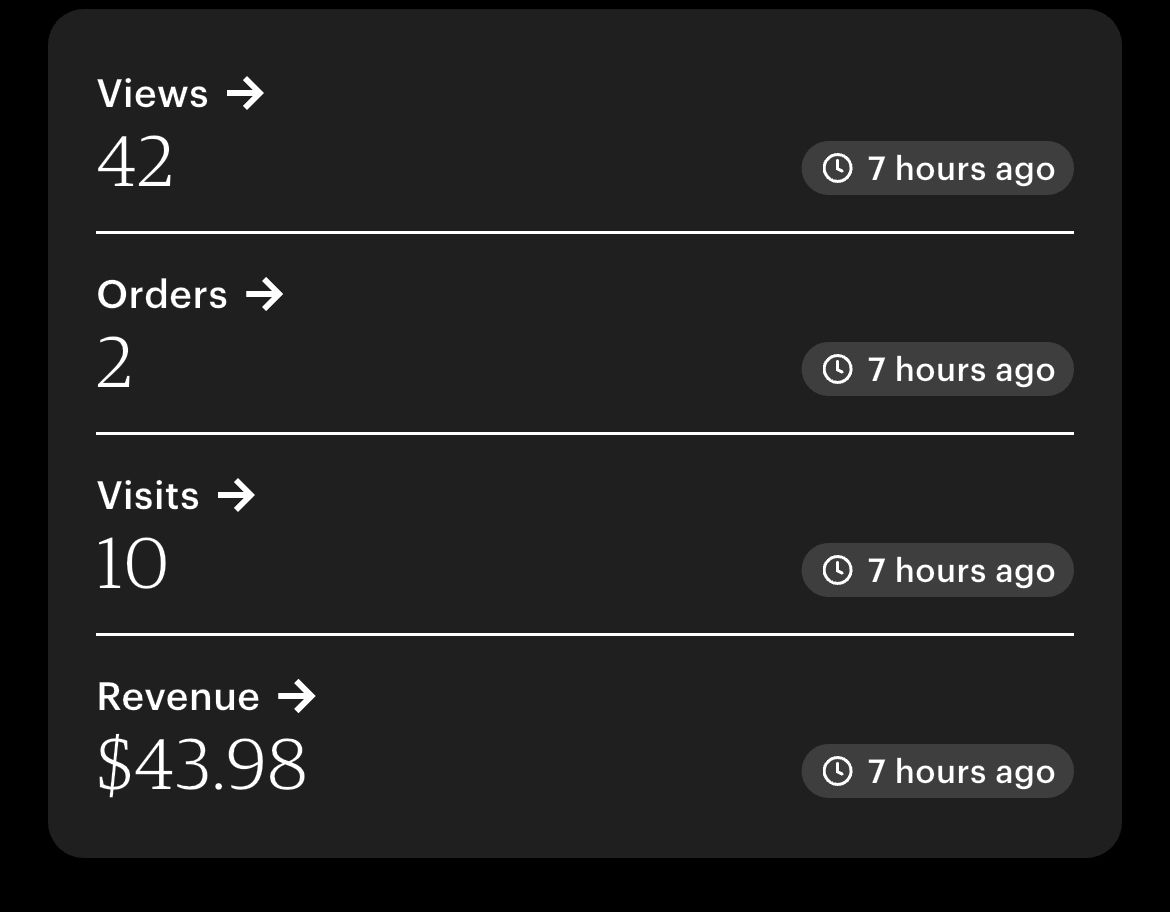 Views →
42
7 hours ago
Orders →
2
7 hours ago
Visits →
10
7 hours ago
Revenue →
$43.98
7 hours ago